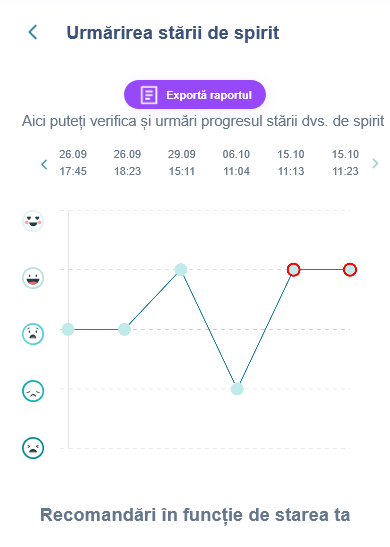 Urmărirea stării de spirit
Exportă raportul
Aici puteți verifica și urmări progresul stării dvs. de spirit
26.09 26.09 29.09 06.10 15.10 15.10
17:45 18:23 15:11 11:04 11:13 11:23
Recomandări în funcție de starea ta